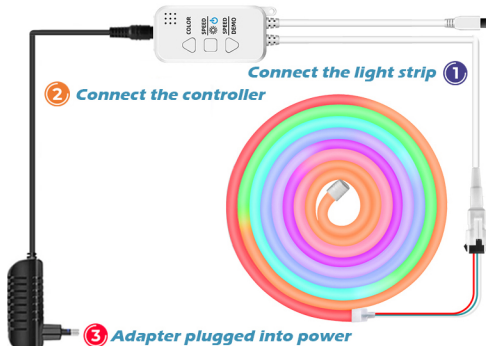 COLOR
SPEED
SPEED
DEMO
Connect the light strip 1
2 Connect the controller
3 Adapter plugged into power